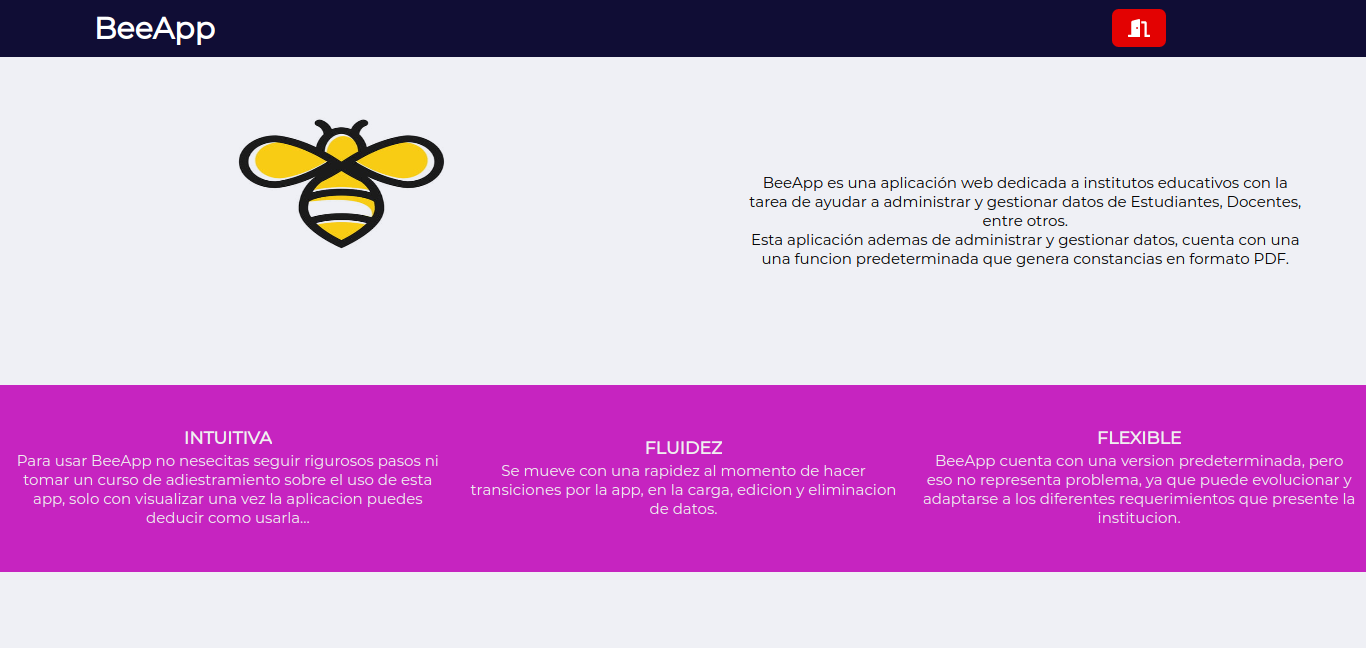 BeeApp
BeeApp es una aplicación web dedicada a institutos educativos con la
tarea de ayudar a administrar y gestionar datos de Estudiantes, Docentes,
entre otros.
Esta aplicación ademas de administrar y gestionar datos, cuenta con una
una funcion predeterminada que genera constancias en formato PDF.
INTUITIVA
Para usar BeeApp no nesecitas seguir rigurosos pasos ni
tomar un curso de adiestramiento sobre el uso de esta
app, solo con visualizar una vez la aplicacion puedes
deducir como usarla...
FLUIDEZ
Se mueve con una rapidez al momento de hacer
transiciones por la app, en la carga, edicion y eliminacion
de datos.
FLEXIBLE
BeeApp cuenta con una version predeterminada, pero
eso no representa problema, ya que puede evolucionar y
adaptarse a los diferentes requerimientos que presente la
institucion.